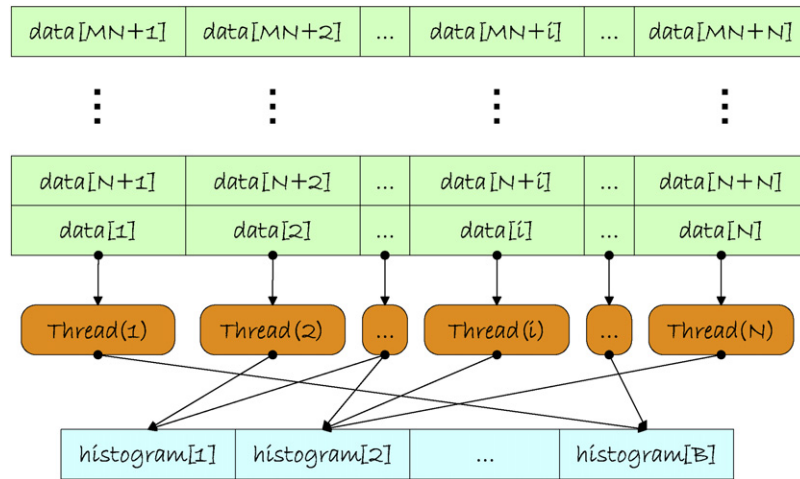 data[MN+1] data[MN+2] ... data[MN+i] ... data[MN+N]
data[N+1] data[N+2] ... data[N+i] ... data[N+N]
data[1] data[2] ... data[i] ... data[N]
Thread(1) Thread(2) ... Thread(i) ... Thread(N)
histogram[1] histogram[2] ... histogram[B]